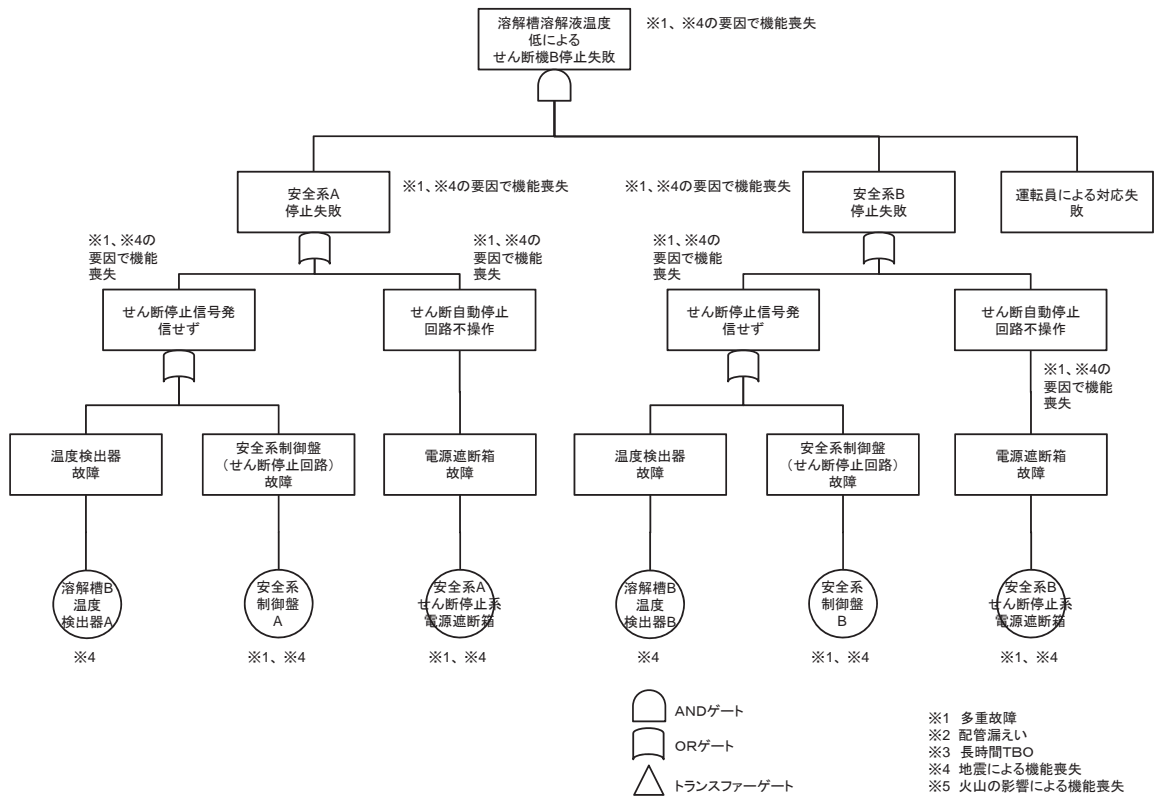 溶解槽溶解液温度
低による
せん断機B停止失敗
※1、※4の要因で機能喪失
安全系A
停止失敗
※1、※4の要因で機能喪失
※1、※4の要因で機能喪失
安全系B
停止失敗
運転員による対応失
敗
※1、※4の
要因で機能
喪失
※1、※4の
要因で機能
喪失
※1、※4の
要因で機能
喪失
せん断停止信号発
信せず
せん断自動停止
回路不操作
せん断停止信号発
信せず
せん断自動停止
回路不操作
※1、※4の
要因で機能
喪失
温度検出器
故障
安全系制御盤
（せん断停止回路）
故障
電源遮断箱
故障
温度検出器
故障
安全系制御盤
（せん断停止回路）
故障
電源遮断箱
故障
溶解槽B
温度
検出器A
安全系
制御盤
A
安全系A
せん断停止系
電源遮断箱
溶解槽B
温度
検出器B
安全系
制御盤
B
安全系B
せん断停止系
電源遮断箱
※4
※1、※4
※1、※4
※4
※1、※4
※1、※4
ANDゲート
ORゲート
トランスファーゲート
※1 多重故障
※2 配管漏えい
※3 長時間TBO
※4 地震による機能喪失
※5 火山の影響による機能喪失